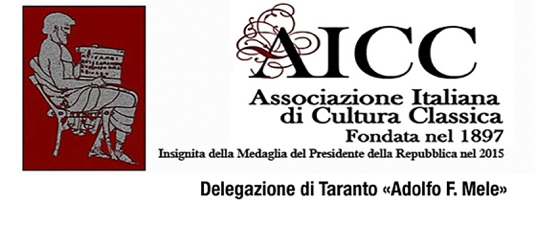 AICC
Associazione Italiana
di Cultura Classica
Fondata nel 1897
Insignita della Medaglia del Presidente della Repubblica nel 2015
Delegazione di Taranto «Adolfo F. Mele»